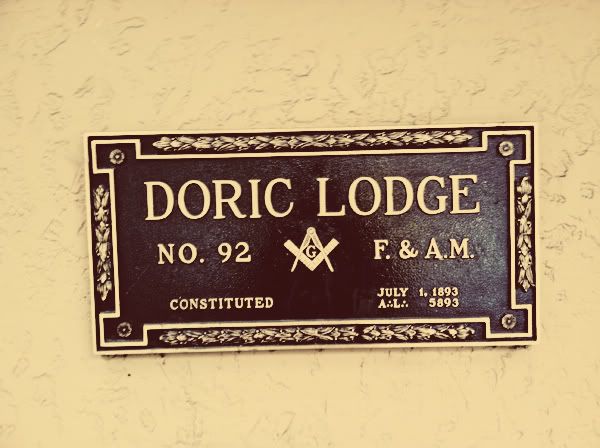 DORIC LODGE
NO. 92 G F. & A.M.
CONSTITUTED JULY 1, 1893
A∴L∴ 5893